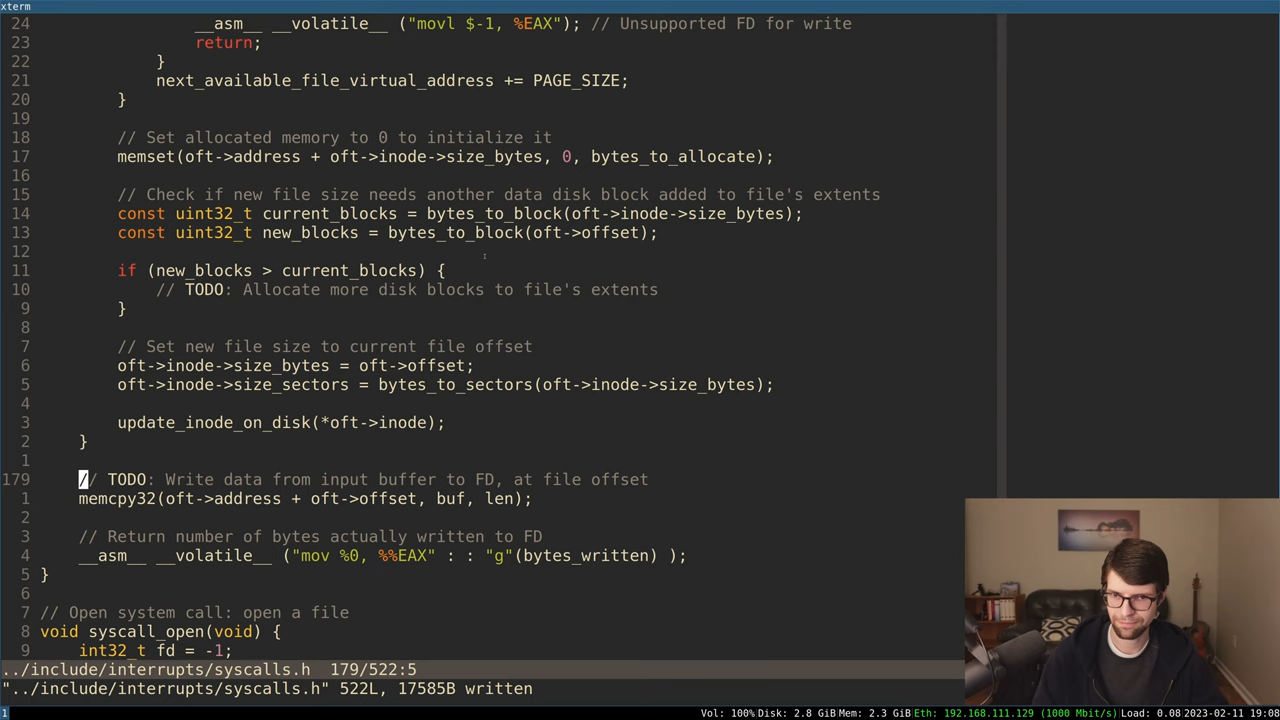 xterm
24                 __asm__ __volatile__ ("movl $-1, %EAX"); // Unsupported FD for write
23                 return;
22             }
21             next_available_file_virtual_address += PAGE_SIZE;
20         }
19
18         // Set allocated memory to 0 to initialize it
17         memset(oft->address + oft->inode->size_bytes, 0, bytes_to_allocate);
16
15         // Check if new file size needs another data disk block added to file's extents
14         const uint32_t current_blocks = bytes_to_block(oft->inode->size_bytes);
13         const uint32_t new_blocks = bytes_to_block(oft->offset);
12
11         if (new_blocks > current_blocks) {
10             // TODO: Allocate more disk blocks to file's extents
9         }
8
7         // Set new file size to current file offset
6         oft->inode->size_bytes = oft->offset;
5         oft->inode->size_sectors = bytes_to_sectors(oft->inode->size_bytes);
4
3         update_inode_on_disk(*oft->inode);
2     }
1
179     // TODO: Write data from input buffer to FD, at file offset
1     memcpy32(oft->address + oft->offset, buf, len);
2
3     // Return number of bytes actually written to FD
4     __asm__ __volatile__ ("mov %0, %%EAX" : : "g"(bytes_written) );
5 }
6
7 // Open system call: open a file
8 void syscall_open(void) {
9     int32_t fd = -1;
../include/interrupts/syscalls.h  179/522:5
"../include/interrupts/syscalls.h" 522L, 17585B written
1 Vol: 100% Disk: 2.8 GiB Mem: 2.3 GiB Eth: 192.168.111.129 (1000 Mbit/s) Load: 0.08 2023-02-11 19:08